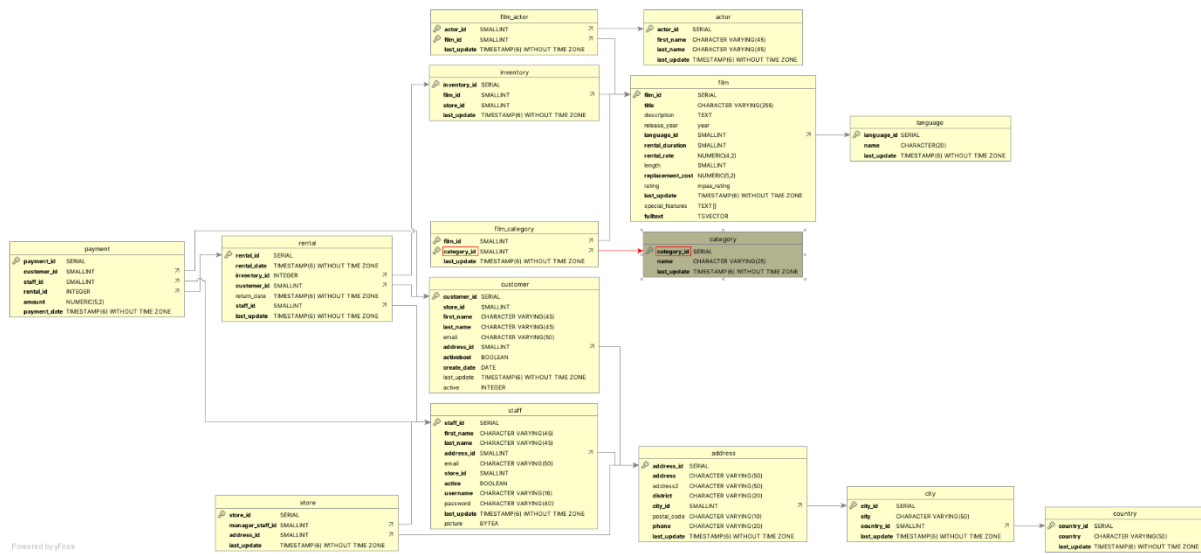 film_actor
actor_id SMALLINT
film_id SMALLINT
last_update TIMESTAMP(6) WITHOUT TIME ZONE
actor
actor_id SERIAL
first_name CHARACTER VARYING(45)
last_name CHARACTER VARYING(45)
last_update TIMESTAMP(6) WITHOUT TIME ZONE
inventory
inventory_id SERIAL
film_id SMALLINT
store_id SMALLINT
last_update TIMESTAMP(6) WITHOUT TIME ZONE
film
film_id SERIAL
title CHARACTER VARYING(255)
description TEXT
release_year year
language_id SMALLINT
rental_duration SMALLINT
rental_rate NUMERIC(4,2)
length SMALLINT
replacement_cost NUMERIC(5,2)
rating mpaa_rating
last_update TIMESTAMP(6) WITHOUT TIME ZONE
special_features TEXT[]
fulltext TSVECTOR
language
language_id SERIAL
name CHARACTER(20)
last_update TIMESTAMP(6) WITHOUT TIME ZONE
film_category
film_id SMALLINT
category_id SMALLINT
last_update TIMESTAMP(6) WITHOUT TIME ZONE
category
category_id SERIAL
name CHARACTER VARYING(25)
last_update TIMESTAMP(6) WITHOUT TIME ZONE
payment
payment_id SERIAL
customer_id SMALLINT
staff_id SMALLINT
rental_id INTEGER
amount NUMERIC(5,2)
payment_date TIMESTAMP(6) WITHOUT TIME ZONE
rental
rental_id SERIAL
rental_date TIMESTAMP(6) WITHOUT TIME ZONE
inventory_id INTEGER
customer_id SMALLINT
return_date TIMESTAMP(6) WITHOUT TIME ZONE
staff_id SMALLINT
last_update TIMESTAMP(6) WITHOUT TIME ZONE
customer
customer_id SERIAL
store_id SMALLINT
first_name CHARACTER VARYING(45)
last_name CHARACTER VARYING(45)
email CHARACTER VARYING(50)
address_id SMALLINT
activebool BOOLEAN
create_date DATE
last_update TIMESTAMP(6) WITHOUT TIME ZONE
active INTEGER
staff
staff_id SERIAL
first_name CHARACTER VARYING(45)
last_name CHARACTER VARYING(45)
address_id SMALLINT
email CHARACTER VARYING(50)
store_id SMALLINT
active BOOLEAN
username CHARACTER VARYING(16)
password CHARACTER VARYING(40)
last_update TIMESTAMP(6) WITHOUT TIME ZONE
picture BYTEA
store
store_id SERIAL
manager_staff_id SMALLINT
address_id SMALLINT
last_update TIMESTAMP(6) WITHOUT TIME ZONE
address
address_id SERIAL
address CHARACTER VARYING(50)
address2 CHARACTER VARYING(50)
district CHARACTER VARYING(20)
city_id SMALLINT
postal_code CHARACTER VARYING(10)
phone CHARACTER VARYING(20)
last_update TIMESTAMP(6) WITHOUT TIME ZONE
city
city_id SERIAL
city CHARACTER VARYING(50)
country_id SMALLINT
last_update TIMESTAMP(6) WITHOUT TIME ZONE
country
country_id SERIAL
country CHARACTER VARYING(50)
last_update TIMESTAMP(6) WITHOUT TIME ZONE
Powered by yFiles